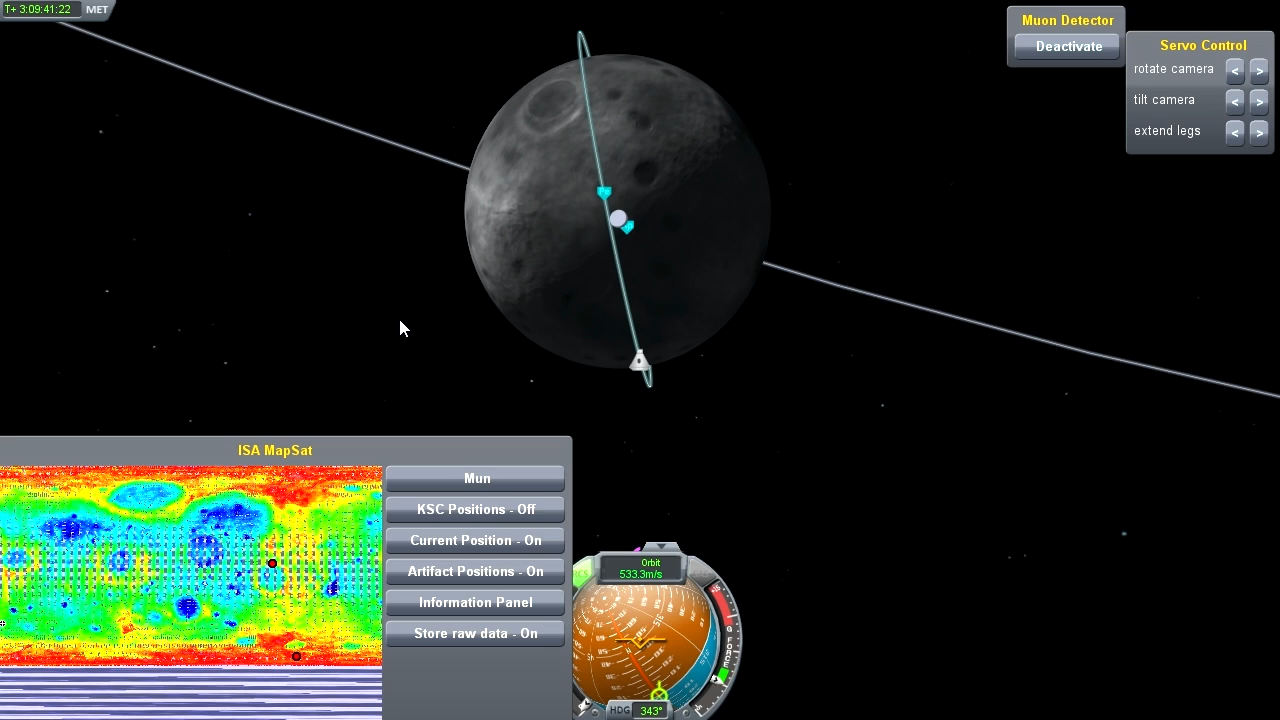 T+ 3:09:41:22 MET
Muon Detector
Deactivate
Servo Control
rotate camera < >
tilt camera < >
extend legs < >
Pe
ISA MapSat
Mun
KSC Positions - Off
Current Position - On
Artifact Positions - On
Information Panel
Store raw data - On
Orbit
533.3m/s
G FORCE
HDG 343°